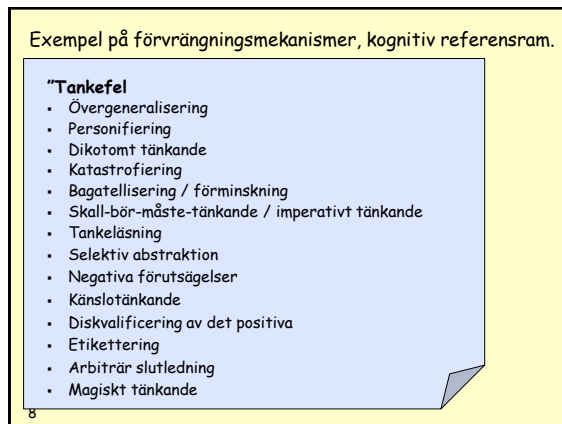 Exempel på förvrängningsmekanismer, kognitiv referensram.
"Tankefel
▪ Övergeneralisering
▪ Personifiering
▪ Dikotomt tänkande
▪ Katastrofiering
▪ Bagatellisering / förminskning
▪ Skall-bör-måste-tänkande / imperativt tänkande
▪ Tankeläsning
▪ Selektiv abstraktion
▪ Negativa förutsägelser
▪ Känslotänkande
▪ Diskvalificering av det positiva
▪ Etikettering
▪ Arbiträr slutledning
▪ Magiskt tänkande
8